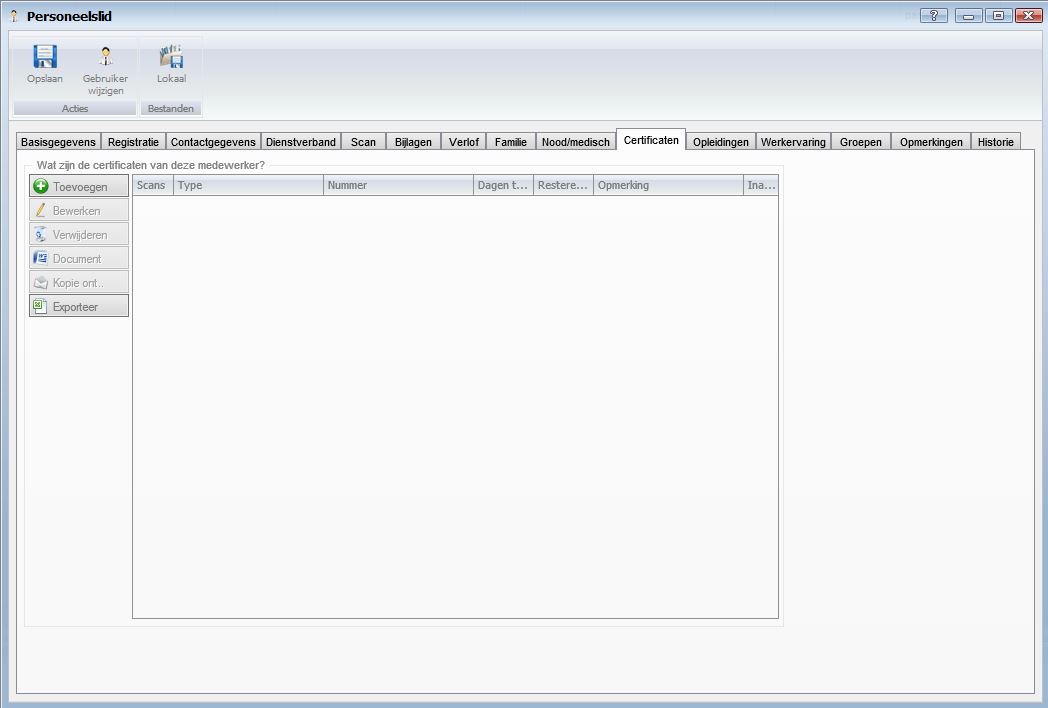 Personeelslid
?
Opslaan
Gebruiker
wijzigen
Lokaal
Acties
Bestanden
Basisgegevens Registratie Contactgegevens Dienstverband Scan Bijlagen Verlof Familie Nood/medisch Certificaten Opleidingen Werkervaring Groepen Opmerkingen Historie
Wat zijn de certificaten van deze medewerker?
Toevoegen
Bewerken
Verwijderen
Document
Kopie ont..
Exporteer
Scans Type Nummer Dagen t... Restere... Opmerking Ina...